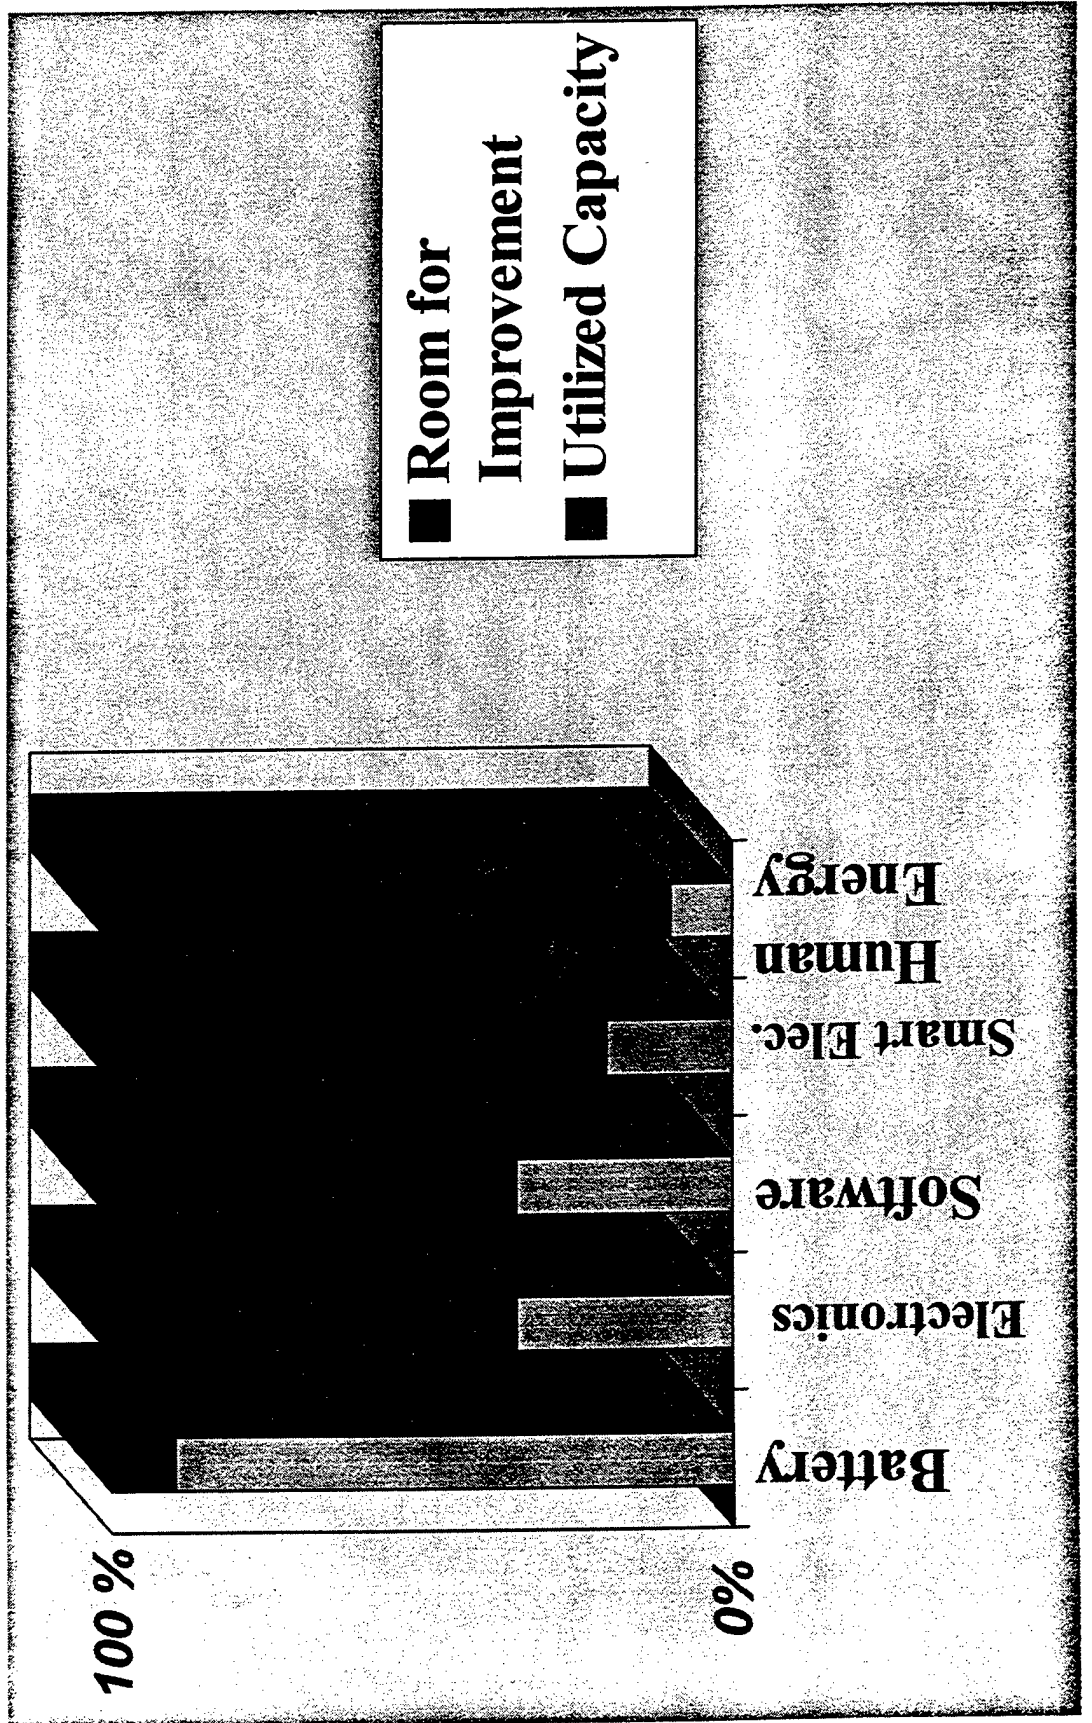 100 %
0%
Battery
Electronics
Software
Smart Elec.
Human
Energy
Room for
Improvement
Utilized Capacity